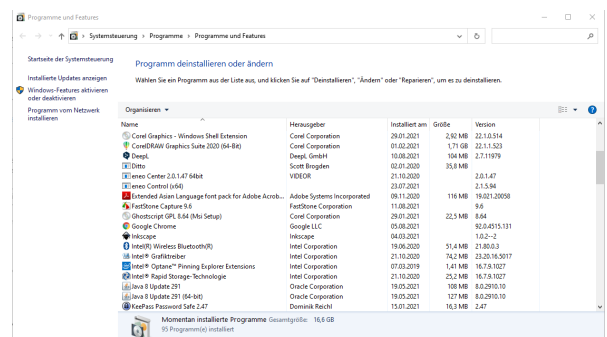 Programme und Features
Systemsteuerung > Programme > Programme und Features
Startseite der Systemsteuerung
Installierte Updates anzeigen
Windows-Features aktivieren oder deaktivieren
Programm vom Netzwerk installieren
Programm deinstallieren oder ändern
Wählen Sie ein Programm aus der Liste aus, und klicken Sie auf "Deinstallieren", "Ändern" oder "Reparieren", um es zu deinstallieren.
Organisieren
Name Herausgeber Installiert am Größe Version
Corel Graphics - Windows Shell Extension Corel Corporation 29.01.2021 2,92 MB 22.1.0.514
CorelDRAW Graphics Suite 2020 (64-Bit) Corel Corporation 01.02.2021 1,71 GB 22.1.1.523
DeepL DeepL GmbH 10.08.2021 104 MB 2.7.11979
Ditto Scott Brogden 02.01.2020 35,8 MB
eneo Center 2.0.1.47 64bit VIDEOR 21.10.2020 2.0.1.47
eneo Control (x64) 23.07.2021 2.1.5.94
Extended Asian Language font pack for Adobe Acrob... Adobe Systems Incorporated 09.11.2020 116 MB 19.021.20058
FastStone Capture 9.6 FastStone Corporation 11.08.2021 9.6
Ghostscript GPL 8.64 (Msi Setup) Corel Corporation 29.01.2021 22,5 MB 8.64
Google Chrome Google LLC 05.08.2021 92.0.4515.131
Inkscape Inkscape 04.03.2021 1.0.2--2
Intel(R) Wireless Bluetooth(R) Intel Corporation 19.06.2020 51,4 MB 21.80.0.3
Intel® Grafiktreiber Intel Corporation 21.10.2020 74,2 MB 23.20.16.5017
Intel® Optane™ Pinning Explorer Extensions Intel Corporation 07.03.2019 1,41 MB 16.7.9.1027
Intel® Rapid Storage-Technologie Intel Corporation 21.10.2020 25,2 MB 16.7.9.1027
Java 8 Update 291 Oracle Corporation 19.05.2021 108 MB 8.0.2910.10
Java 8 Update 291 (64-bit) Oracle Corporation 19.05.2021 127 MB 8.0.2910.10
KeePass Password Safe 2.47 Dominik Reichl 15.01.2021 16,3 MB 2.47
Momentan installierte Programme Gesamtgröße: 16,6 GB
95 Programm(e) installiert